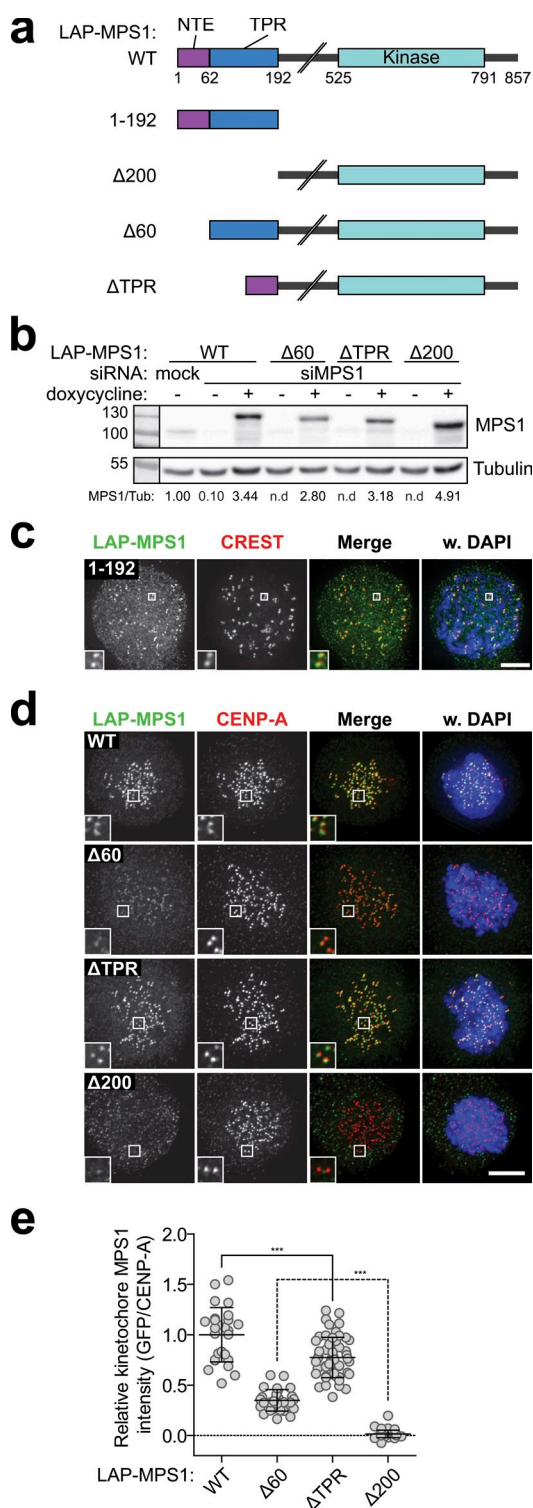 a
LAP-MPS1: NTE TPR
WT Kinase
1 62 192 525 791 857
1-192
Δ200
Δ60
ΔTPR
b
LAP-MPS1: WT Δ60 ΔTPR Δ200
siRNA: mock siMPS1
doxycycline: - - + - + - + - +
130
100
MPS1
55
Tubulin
MPS1/Tub: 1.00 0.10 3.44 n.d 2.80 n.d 3.18 n.d 4.91
c
LAP-MPS1 CREST Merge w. DAPI
1-192
d
LAP-MPS1 CENP-A Merge w. DAPI
WT
Δ60
ΔTPR
Δ200
e
Relative kinetochore MPS1
intensity (GFP/CENP-A)
2.0
1.5
1.0
0.5
0.0
*** ***
LAP-MPS1: WT Δ60 ΔTPR Δ200